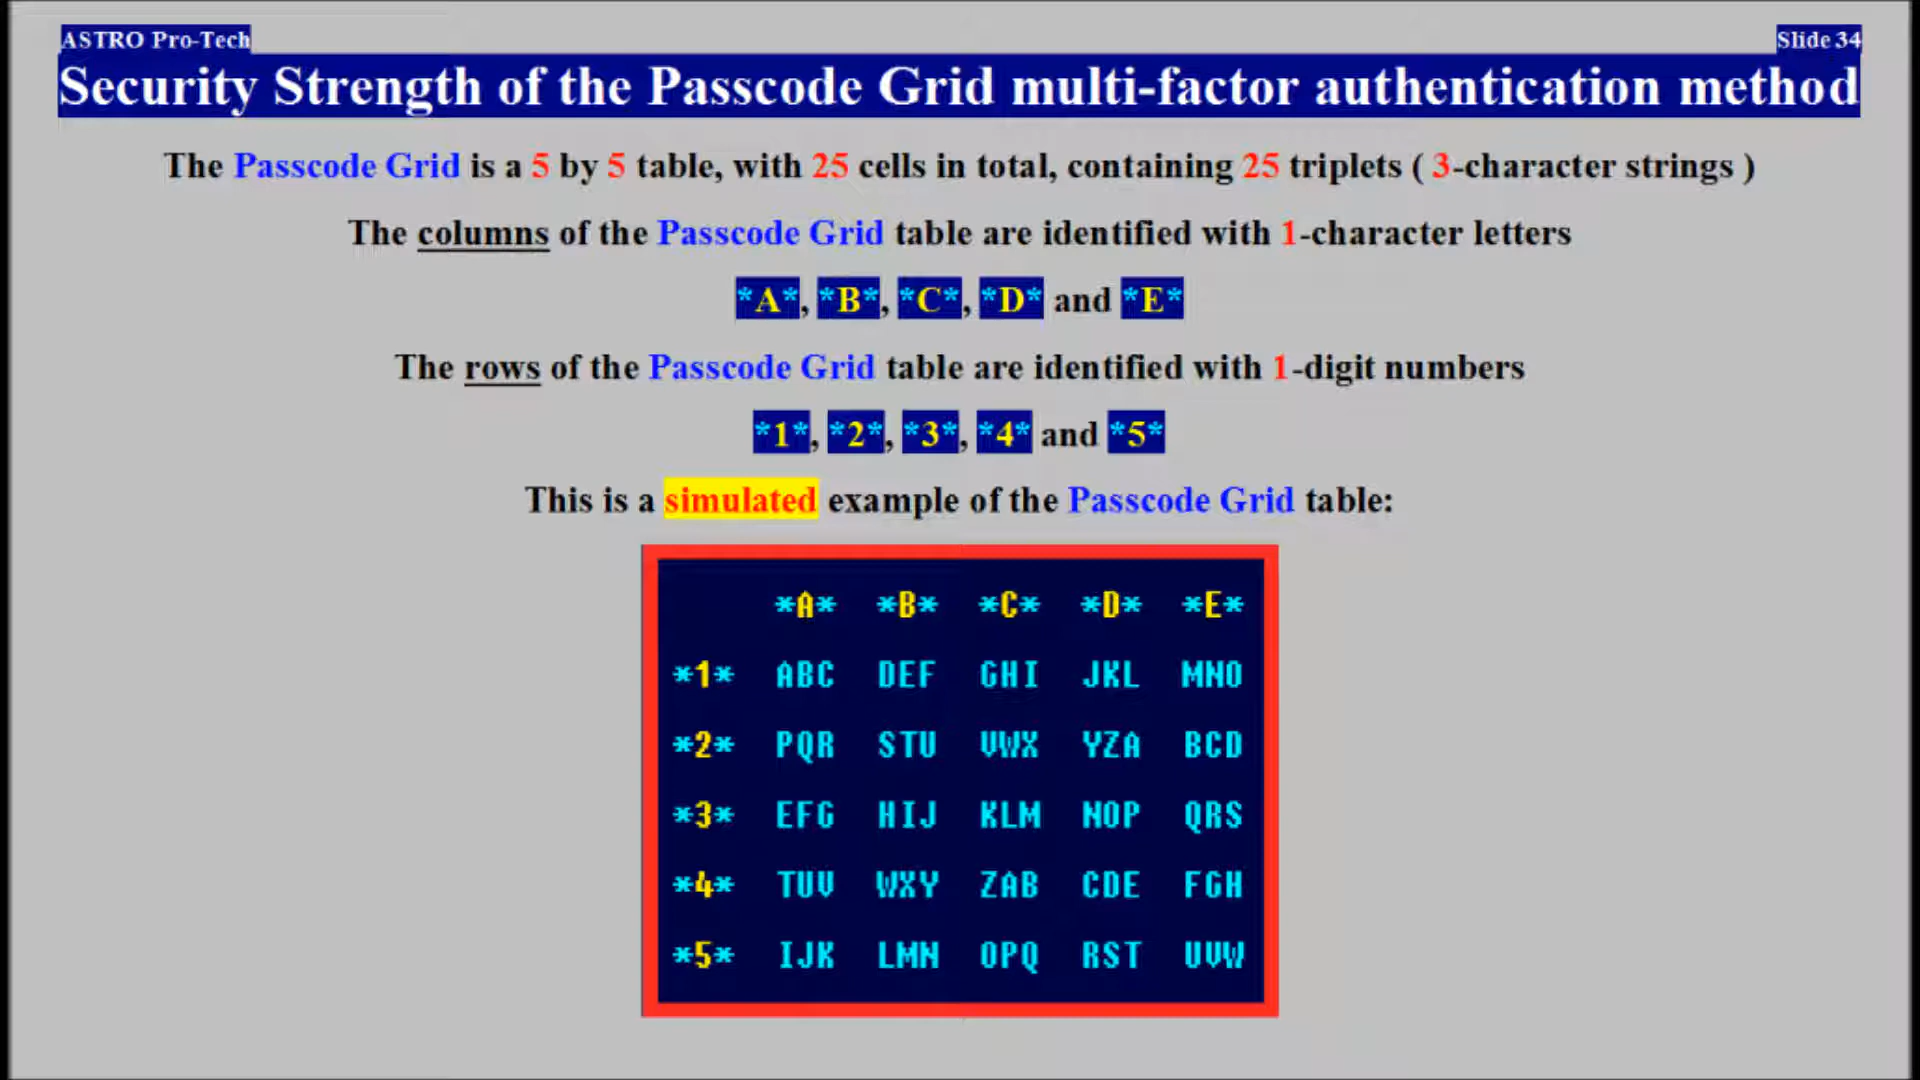 ASTRO Pro-Tech
Slide 34
Security Strength of the Passcode Grid multi-factor authentication method
The Passcode Grid is a 5 by 5 table, with 25 cells in total, containing 25 triplets ( 3-character strings )
The columns of the Passcode Grid table are identified with 1-character letters
*A*, *B*, *C*, *D* and *E*
The rows of the Passcode Grid table are identified with 1-digit numbers
*1*, *2*, *3*, *4* and *5*
This is a simulated example of the Passcode Grid table:
*A* *B* *C* *D* *E*
*1* ABC DEF GHI JKL MNO
*2* PQR STU VWX YZA BCD
*3* EFG HIJ KLM NOP QRS
*4* TUV WXY ZAB CDE FGH
*5* IJK LMN OPQ RST UVW